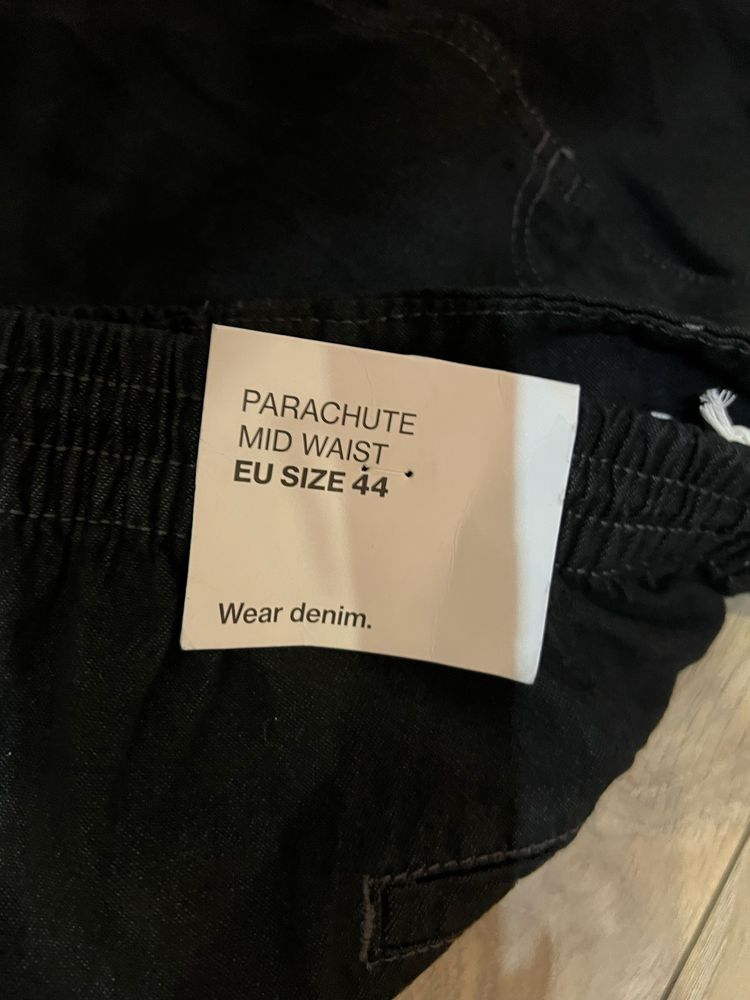 PARACHUTE
MID WAIST
EU SIZE 44
Wear denim.